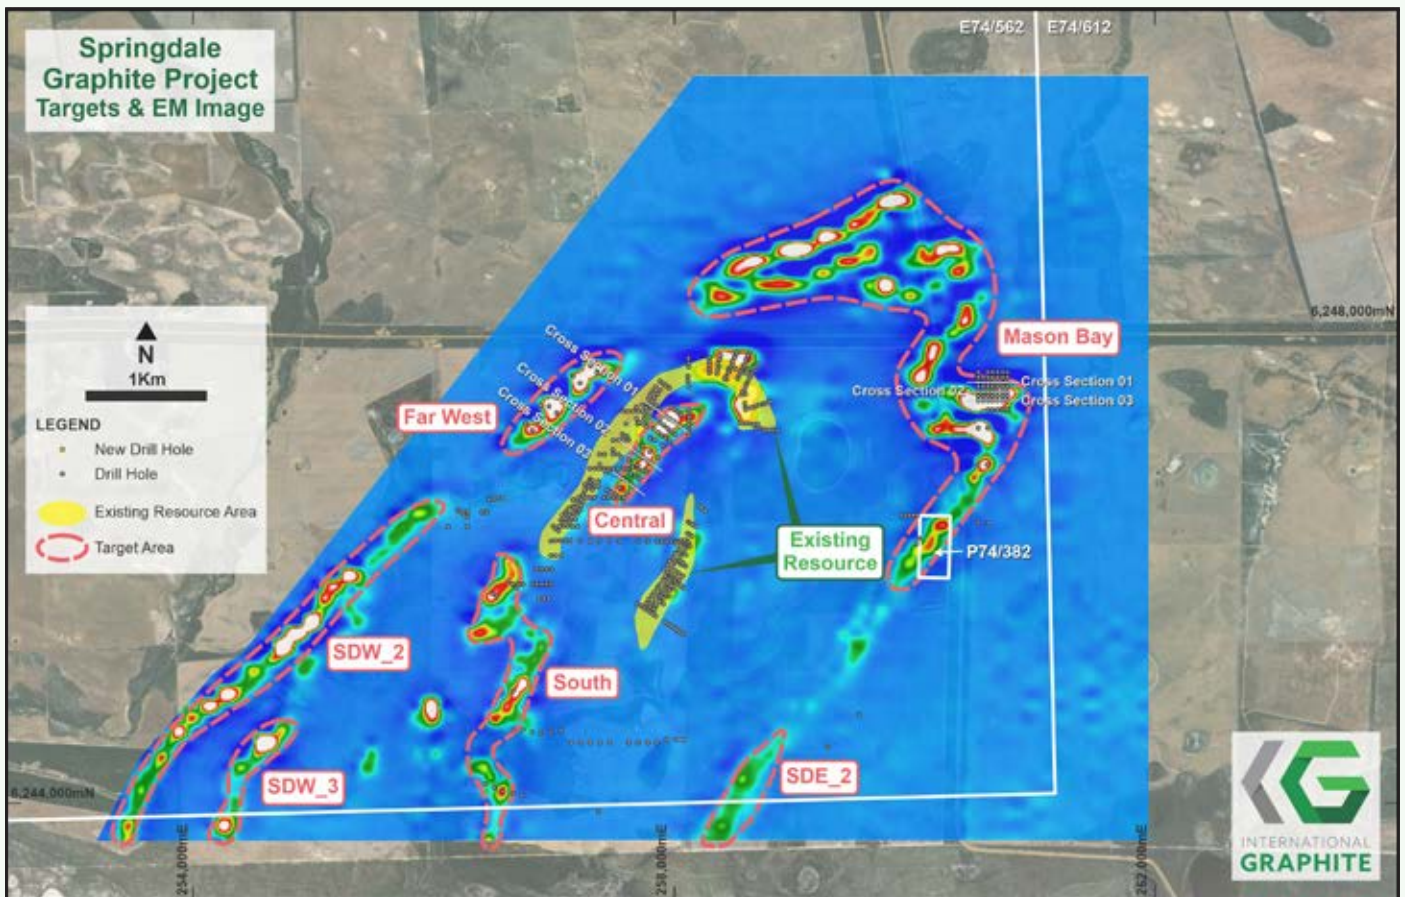 Springdale
Graphite Project
Targets & EM Image
E74/562
E74/612
6,248,000mN
N
1Km
LEGEND
New Drill Hole
Drill Hole
Existing Resource Area
Target Area
Cross Section 01
Cross Section 02
Cross Section 03
Far West
Mason Bay
Cross Section 02
Cross Section 01
Cross Section 03
Central
Existing
Resource
P74/382
SDW_2
South
SDW_3
SDE_2
6,244,000mN
254,000mE
258,000mE
262,000mE
INTERNATIONAL
GRAPHITE